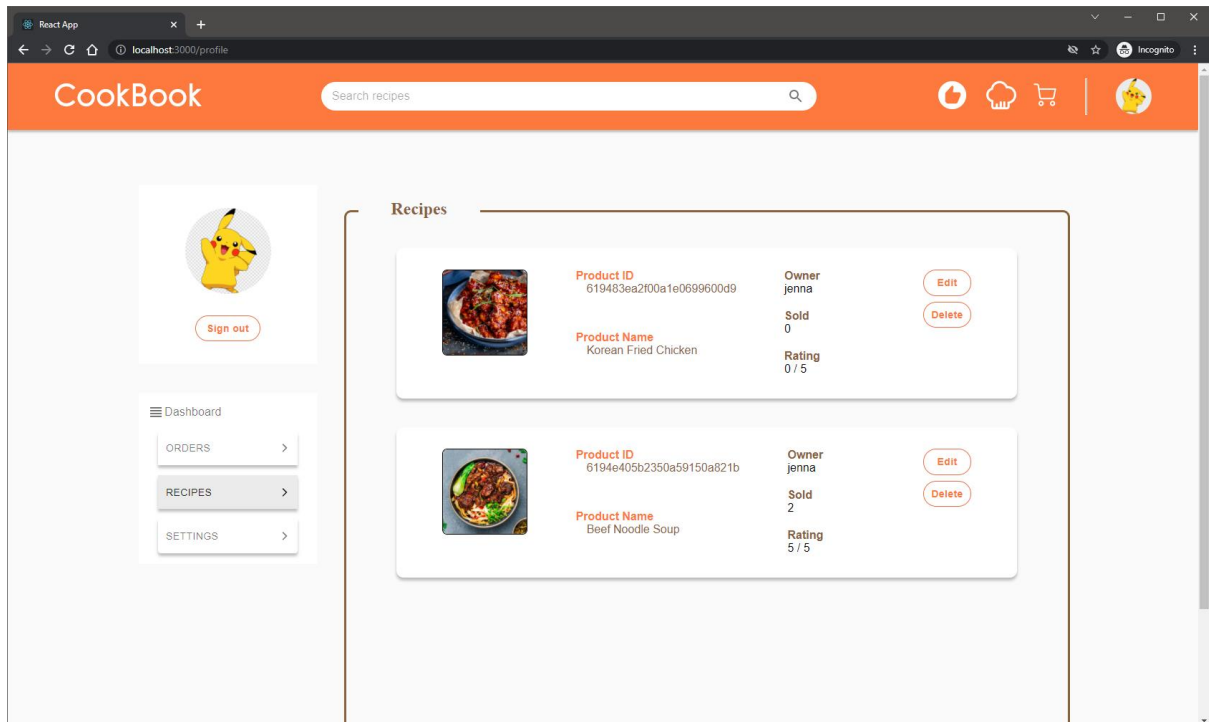 React App
localhost:3000/profile
Incognito
CookBook
Search recipes
Sign out
Dashboard
ORDERS
RECIPES
SETTINGS
Recipes
Product ID
619483ea2f00a1e0699600d9
Product Name
Korean Fried Chicken
Owner
jenna
Sold
0
Rating
0 / 5
Edit
Delete
Product ID
6194e405b2350a59150a821b
Product Name
Beef Noodle Soup
Owner
jenna
Sold
2
Rating
5 / 5
Edit
Delete